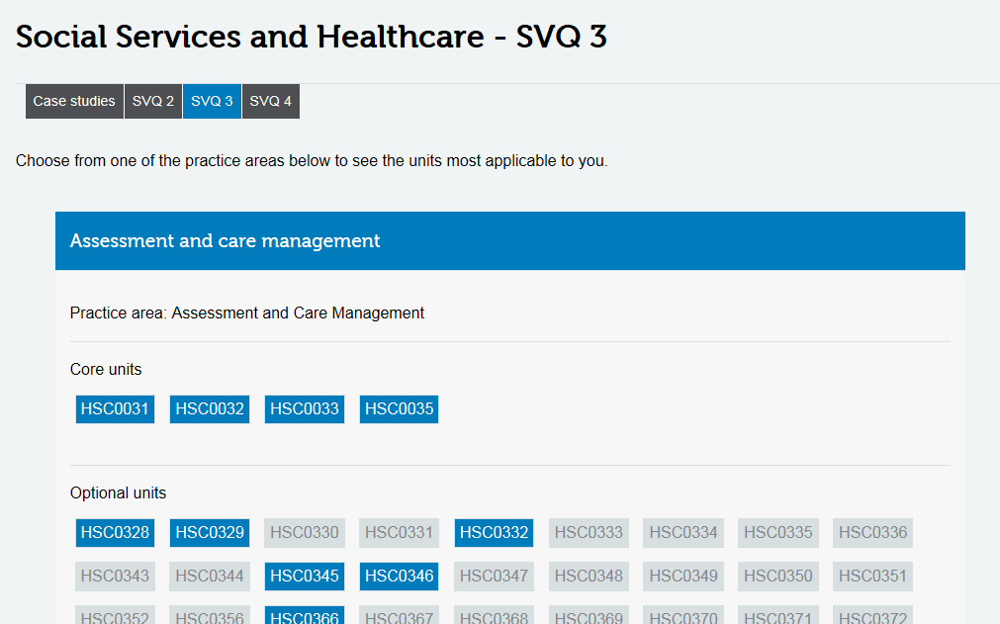 Social Services and Healthcare - SVQ 3
Case studies SVQ 2 SVQ 3 SVQ 4
Choose from one of the practice areas below to see the units most applicable to you.
Assessment and care management
Practice area: Assessment and Care Management
Core units
HSC0031 HSC0032 HSC0033 HSC0035
Optional units
HSC0328 HSC0329 HSC0330 HSC0331 HSC0332 HSC0333 HSC0334 HSC0335 HSC0336
HSC0343 HSC0344 HSC0345 HSC0346 HSC0347 HSC0348 HSC0349 HSC0350 HSC0351
HSC0352 HSC0356 HSC0366 HSC0367 HSC0368 HSC0369 HSC0370 HSC0371 HSC0372